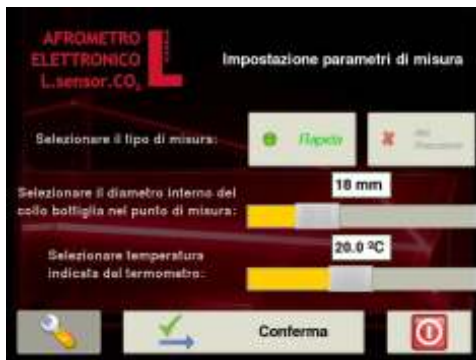 AFROMETRO
ELETTRONICO
L.sensor.CO₂
Impostazione parametri di misura
Selezionare il tipo di misura:
Rapida
Selezionare il diametro interno del
collo bottiglia nel punto di misura:
18 mm
Selezionare temperatura
indicata dal termometro:
20.0 ºC
Conferma